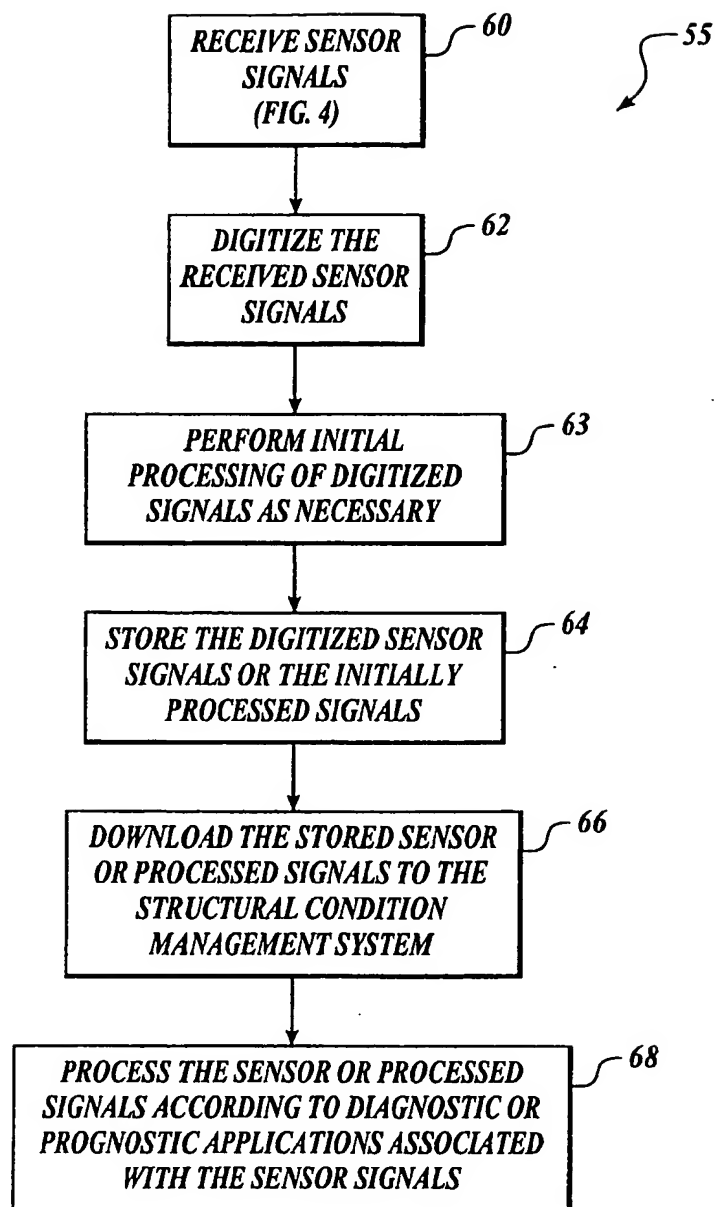 RECEIVE SENSOR
SIGNALS
(FIG. 4)
60
55
DIGITIZE THE
RECEIVED SENSOR
SIGNALS
62
PERFORM INITIAL
PROCESSING OF DIGITIZED
SIGNALS AS NECESSARY
63
STORE THE DIGITIZED SENSOR
SIGNALS OR THE INITIALLY
PROCESSED SIGNALS
64
DOWNLOAD THE STORED SENSOR
OR PROCESSED SIGNALS TO THE
STRUCTURAL CONDITION
MANAGEMENT SYSTEM
66
PROCESS THE SENSOR OR PROCESSED
SIGNALS ACCORDING TO DIAGNOSTIC OR
PROGNOSTIC APPLICATIONS ASSOCIATED
WITH THE SENSOR SIGNALS
68